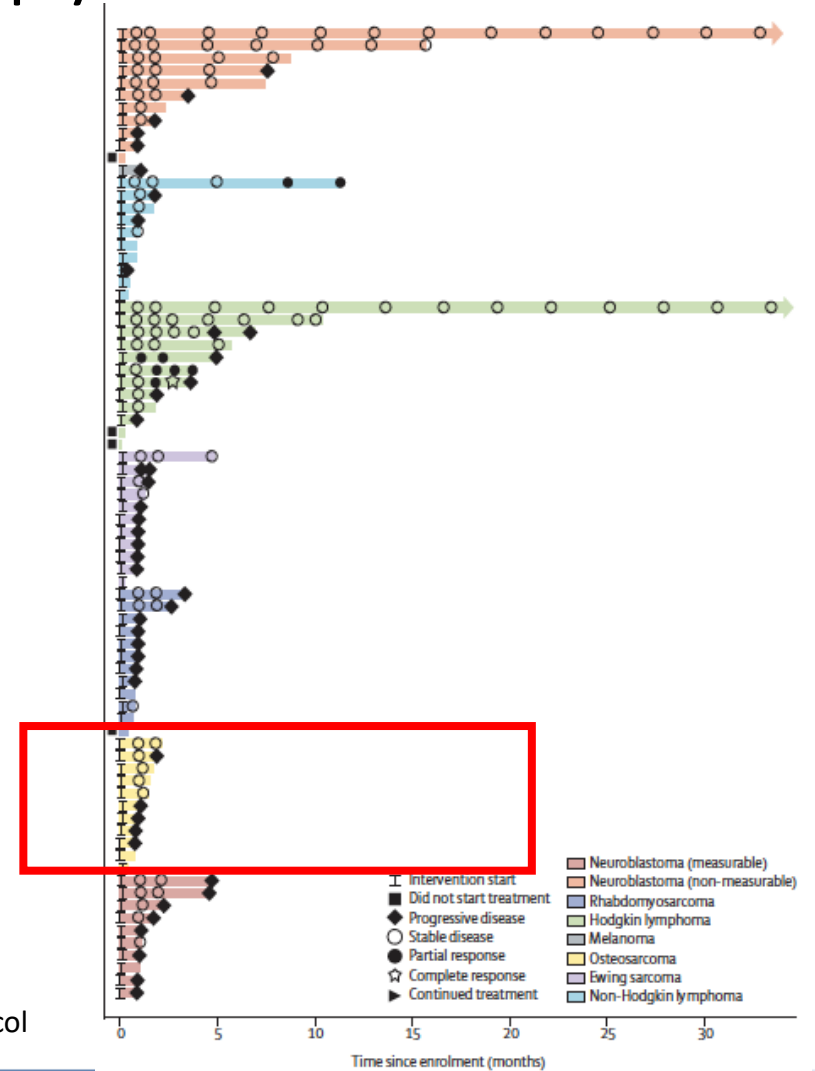 Intervention start
Did not start treatment
Progressive disease
Stable disease
Partial response
Complete response
Continued treatment
Neuroblastoma (measurable)
Neuroblastoma (non-measurable)
Rhabdomyosarcoma
Hodgkin lymphoma
Melanoma
Osteosarcoma
Ewing sarcoma
Non-Hodgkin lymphoma
col
0 5 10 15 20 25 30
Time since enrolment (months)